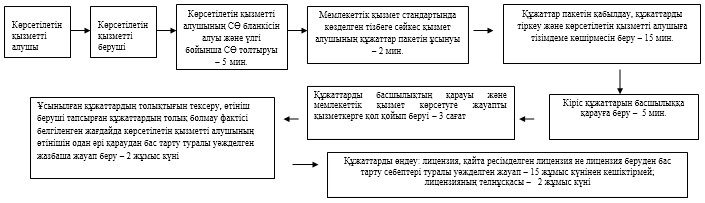 Көрсетілетін
қызметті
алушы
Көрсетілетін
қызметті
беруші
Көрсетілетін қызметті
алушының СӨ бланкісін
алуы және үлгі
бойынша СӨ толтыруы
– 5 мин.
Мемлекеттік қызмет стандартында
көзделген тізбеге сәйкес қызмет
алушының құжаттар пакетін ұсынуы
– 2 мин.
Құжаттар пакетін қабылдау, құжаттарды
тіркеу және көрсетілетін қызметті алушыға
тізімдеме көшірмесін беру – 15 мин.
Кіріс құжаттарын басшылыққа
қарауға беру – 5 мин.
Құжаттарды басшылықтың қарауы және
мемлекеттік қызмет көрсетуге жауапты
қызметкерге қол қойып беруі – 3 сағат
Ұсынылған құжаттардың толықтығын тексеру, өтініш
беруші тапсырған құжаттардың толық болмау фактісі
белгіленген жағдайда көрсетілетін қызметті алушының
өтінішін одан әрі қараудан бас тарту туралы уәжделген
жазбаша жауап беру – 2 жұмыс күні
Құжаттарды өңдеу: лицензия, қайта ресімделген лицензия не лицензия беруден бас
тарту себептері туралы уәжделген жауап – 15 жұмыс күнінен кешіктірмей;
лицензияның телнұсқасы – 2 жұмыс күні